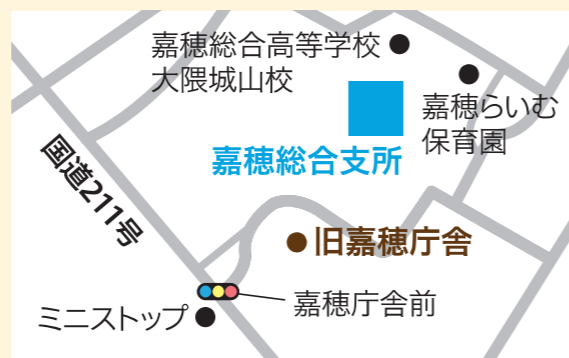 嘉穂総合高等学校
大隈城山校
嘉穂らいむ
保育園
嘉穂総合支所
国道211号
旧嘉穂庁舎
嘉穂庁舎前
ミニストップ